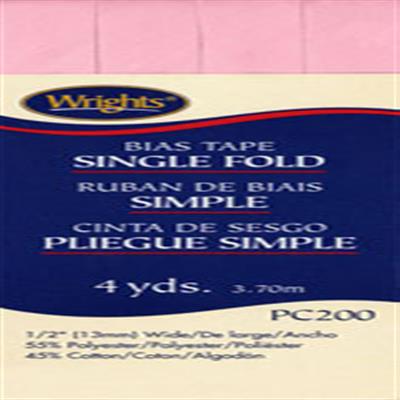 Wrights®
BIAS TAPE
SINGLE FOLD
RUBAN DE BIAIS
SIMPLE
CINTA DE SESGO
PLIEGUE SIMPLE
4 yds. 3.70m
PC200
1/2" (13mm) Wide/De large/Ancho
55% Polyester/Polyester/Poliéster
45% Cotton/Coton/Algodón